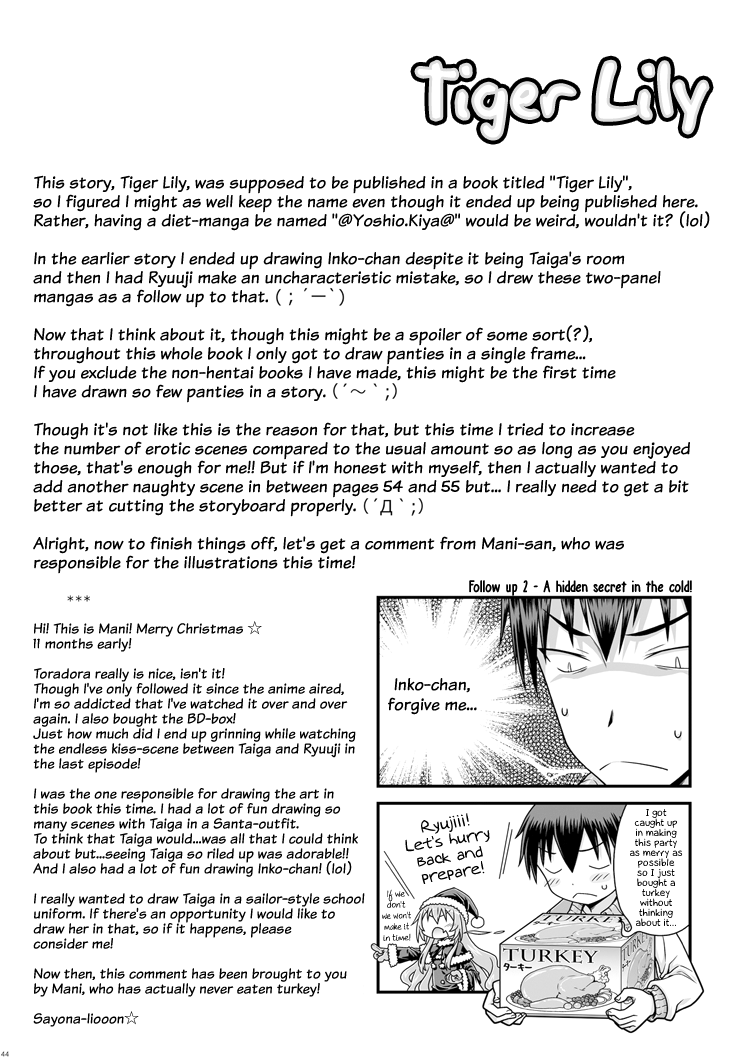 Tiger Lily
This story, Tiger Lily, was supposed to be published in a book titled "Tiger Lily",
so I figured I might as well keep the name even though it ended up being published here.
Rather, having a diet-manga be named "@Yoshio.Kiya@" would be weird, wouldn't it? (lol)
In the earlier story I ended up drawing Inko-chan despite it being Taiga's room
and then I had Ryuuji make an uncharacteristic mistake, so I drew these two-panel
mangas as a follow up to that. ( ; ´ー`)
Now that I think about it, though this might be a spoiler of some sort(?),
throughout this whole book I only got to draw panties in a single frame...
If you exclude the non-hentai books I have made, this might be the first time
I have drawn so few panties in a story. (´～｀;)
Though it's not like this is the reason for that, but this time I tried to increase
the number of erotic scenes compared to the usual amount so as long as you enjoyed
those, that's enough for me!! But if I'm honest with myself, then I actually wanted to
add another naughty scene in between pages 54 and 55 but... I really need to get a bit
better at cutting the storyboard properly. (´Д｀;)
Alright, now to finish things off, let's get a comment from Mani-san, who was
responsible for the illustrations this time!
***
Hi! This is Mani! Merry Christmas ☆
11 months early!
Toradora really is nice, isn't it!
Though I've only followed it since the anime aired,
I'm so addicted that I've watched it over and over
again. I also bought the BD-box!
Just how much did I end up grinning while watching
the endless kiss-scene between Taiga and Ryuuji in
the last episode!
I was the one responsible for drawing the art in
this book this time. I had a lot of fun drawing so
many scenes with Taiga in a Santa-outfit.
To think that Taiga would...was all that I could think
about but...seeing Taiga so riled up was adorable!!
And I also had a lot of fun drawing Inko-chan! (lol)
I really wanted to draw Taiga in a sailor-style school
uniform. If there's an opportunity I would like to
draw her in that, so if it happens, please
consider me!
Now then, this comment has been brought to you
by Mani, who has actually never eaten turkey!
Sayona-liooon☆
Follow up 2 - A hidden secret in the cold!
Inko-chan,
forgive me...
I got
caught up
in making
this party
as merry as
possible
so I just
bought a
turkey
without
thinking
about it...
Ryujiii!
Let's hurry
back and
prepare!
If we
don't
we won't
make it
in time!
TURKEY
ターキー
44